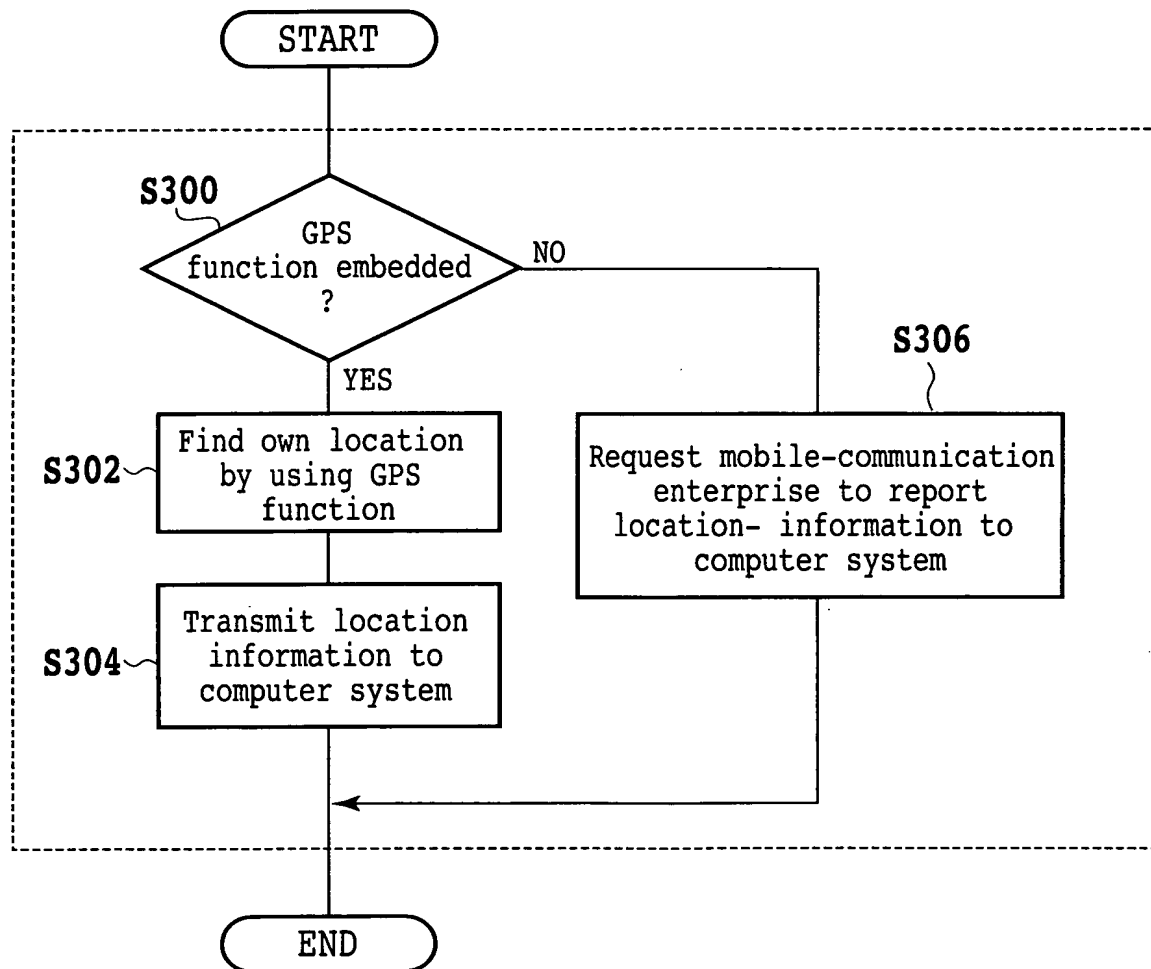 START
S300
GPS
function embedded
?
NO
YES
S306
S302
Find own location
by using GPS
function
Request mobile-communication
enterprise to report
location- information to
computer system
S304
Transmit location
information to
computer system
END